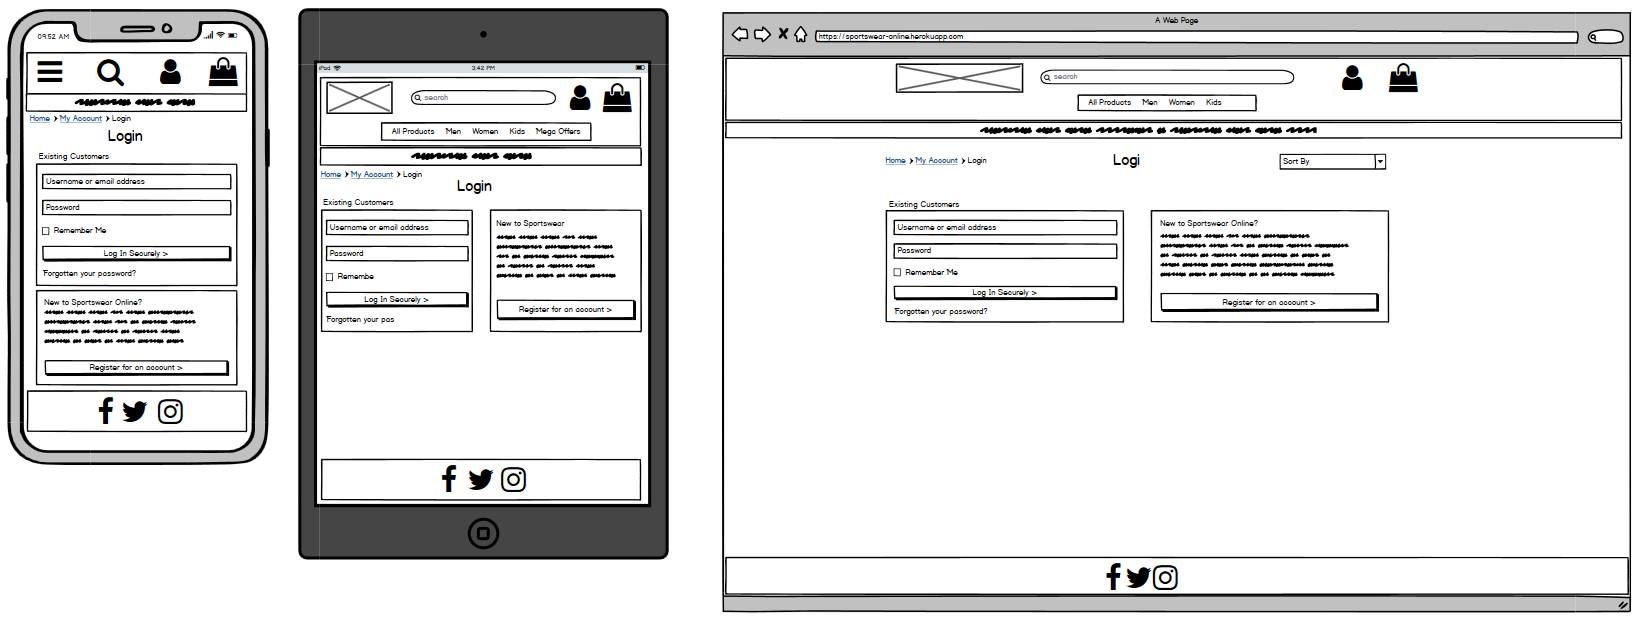 09:52 AM
Home > My Account > Login
Login
Existing Customers
Username or email address
Password
Remember Me
Log In Securely >
Forgotten your password?
New to Sportswear Online?
Register for an account >
iPad
3:42 PM
search
All Products Men Women Kids Mega Offers
Home > My Account > Login
Login
Existing Customers
Username or email address
Password
Remembe
Log In Securely >
Forgotten your pas
New to Sportswear
Register for an account >
A Web Page
https://sportswear-online.herokuapp.com
search
All Products Men Women Kids
Home > My Account > Login
Logi
Sort By
Existing Customers
Username or email address
Password
Remember Me
Log In Securely >
Forgotten your password?
New to Sportswear Online?
Register for an account >